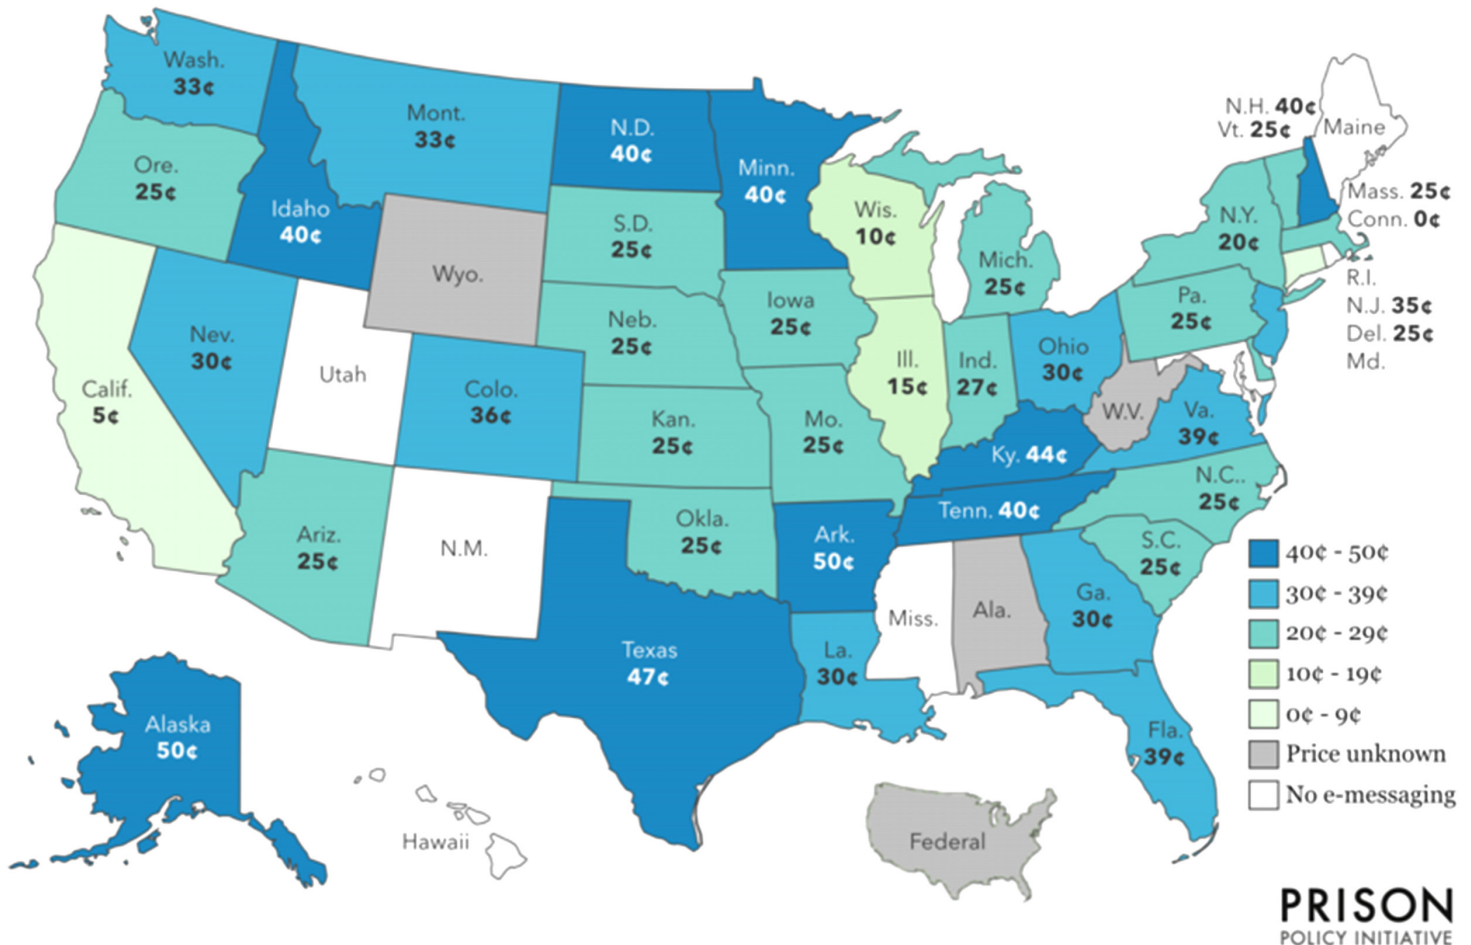 Wash.
33¢
Mont.
33¢
N.D.
40¢
Minn.
40¢
N.H. 40¢
Vt. 25¢
Maine
Ore.
25¢
Idaho
40¢
Wyo.
S.D.
25¢
Wis.
10¢
Mich.
25¢
N.Y.
20¢
Mass. 25¢
Conn. 0¢
R.I.
N.J. 35¢
Del. 25¢
Md.
Nev.
30¢
Utah
Colo.
36¢
Neb.
25¢
Iowa
25¢
Ill.
15¢
Ind.
27¢
Ohio
30¢
Pa.
25¢
Calif.
5¢
Kan.
25¢
Mo.
25¢
W.V.
Va.
39¢
Ky. 44¢
Tenn. 40¢
N.C..
25¢
Ariz.
25¢
N.M.
Okla.
25¢
Ark.
50¢
S.C.
25¢
Miss.
Ala.
Ga.
30¢
Texas
47¢
La.
30¢
Fla.
39¢
Alaska
50¢
Hawaii
Federal
40¢ - 50¢
30¢ - 39¢
20¢ - 29¢
10¢ - 19¢
0¢ - 9¢
Price unknown
No e-messaging
PRISON
POLICY INITIATIVE